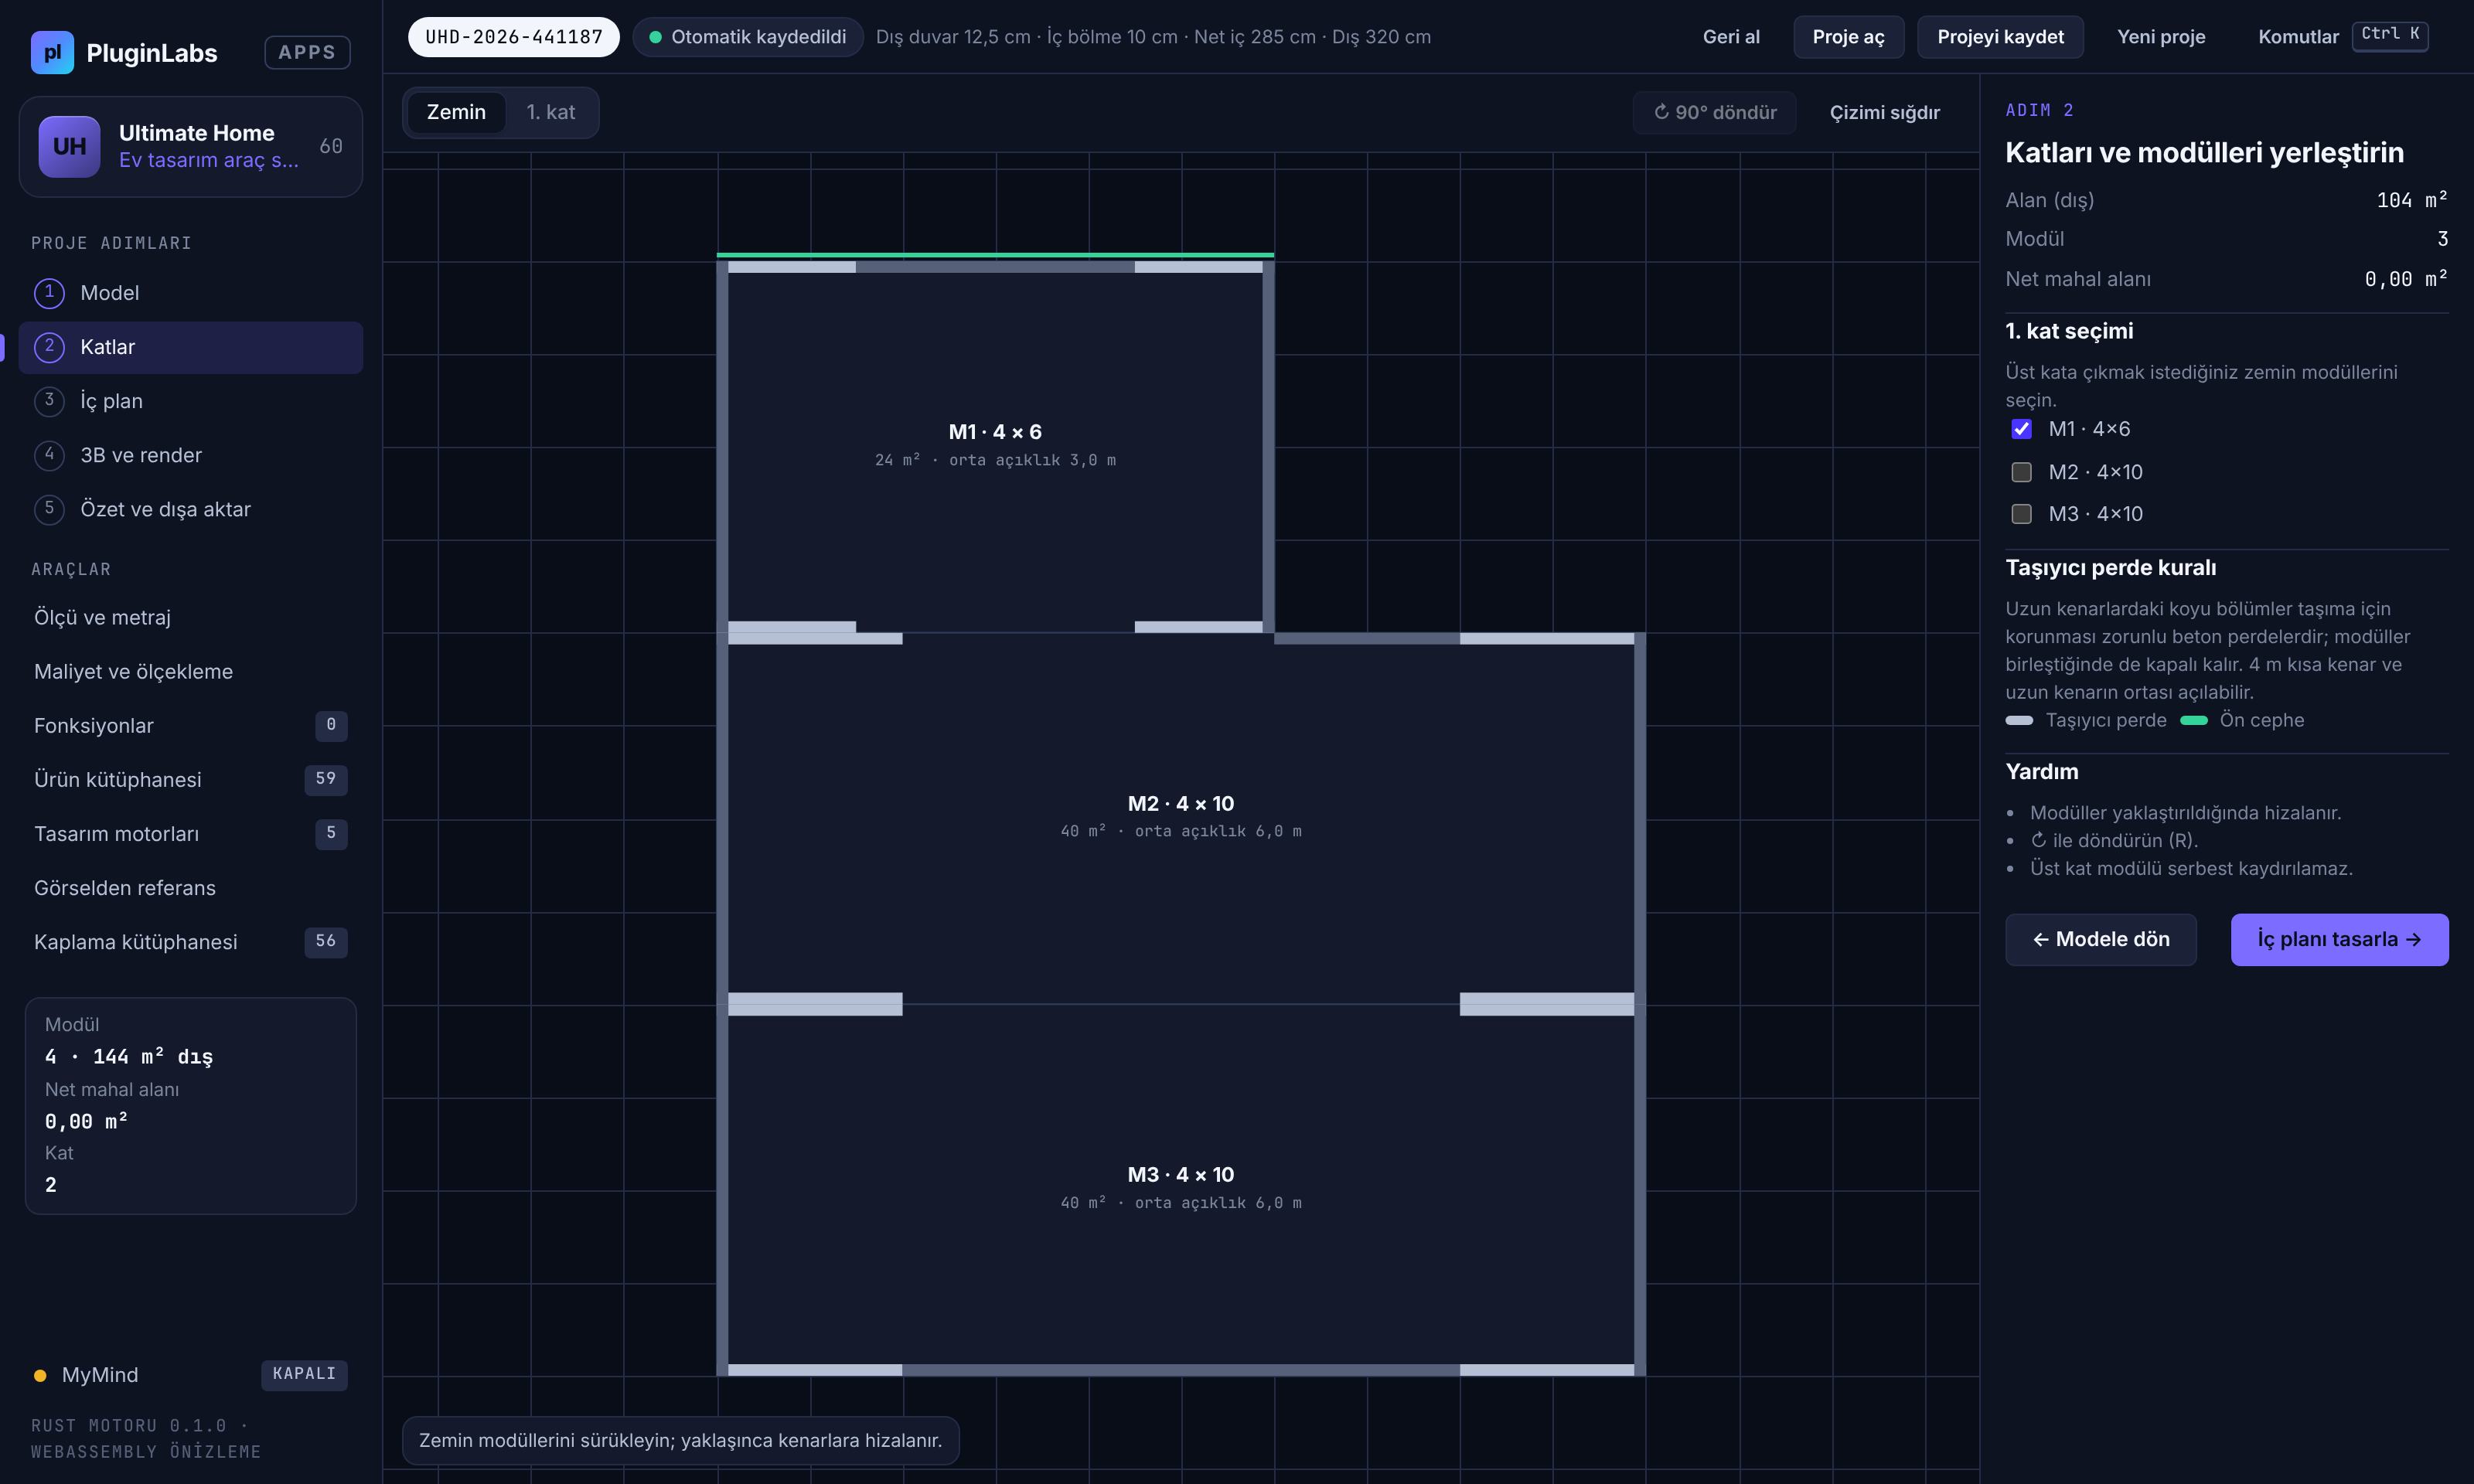 pl PluginLabs APPS
UH Ultimate Home 60
Ev tasarım araç s...
PROJE ADIMLARI
1 Model
2 Katlar
3 İç plan
4 3B ve render
5 Özet ve dışa aktar
ARAÇLAR
Ölçü ve metraj
Maliyet ve ölçekleme
Fonksiyonlar 0
Ürün kütüphanesi 59
Tasarım motorları 5
Görselden referans
Kaplama kütüphanesi 56
Modül
4 · 144 m² dış
Net mahal alanı
0,00 m²
Kat
2
MyMind KAPALI
RUST MOTORU 0.1.0 ·
WEBASSEMBLY ÖNİZLEME
UHD-2026-441187 Otomatik kaydedildi Dış duvar 12,5 cm · İç bölme 10 cm · Net iç 285 cm · Dış 320 cm
Geri al Proje aç Projeyi kaydet Yeni proje Komutlar Ctrl K
Zemin 1. kat
↻ 90° döndür Çizimi sığdır
M1 · 4 × 6
24 m² · orta açıklık 3,0 m
M2 · 4 × 10
40 m² · orta açıklık 6,0 m
M3 · 4 × 10
40 m² · orta açıklık 6,0 m
Zemin modüllerini sürükleyin; yaklaşınca kenarlara hizalanır.
ADIM 2
Katları ve modülleri yerleştirin
Alan (dış) 104 m²
Modül 3
Net mahal alanı 0,00 m²
1. kat seçimi
Üst kata çıkmak istediğiniz zemin modüllerini
seçin.
M1 · 4×6
M2 · 4×10
M3 · 4×10
Taşıyıcı perde kuralı
Uzun kenarlardaki koyu bölümler taşıma için
korunması zorunlu beton perdelerdir; modüller
birleştiğinde de kapalı kalır. 4 m kısa kenar ve
uzun kenarın ortası açılabilir.
Taşıyıcı perde Ön cephe
Yardım
• Modüller yaklaştırıldığında hizalanır.
• ↻ ile döndürün (R).
• Üst kat modülü serbest kaydırılamaz.
← Modele dön İç planı tasarla →